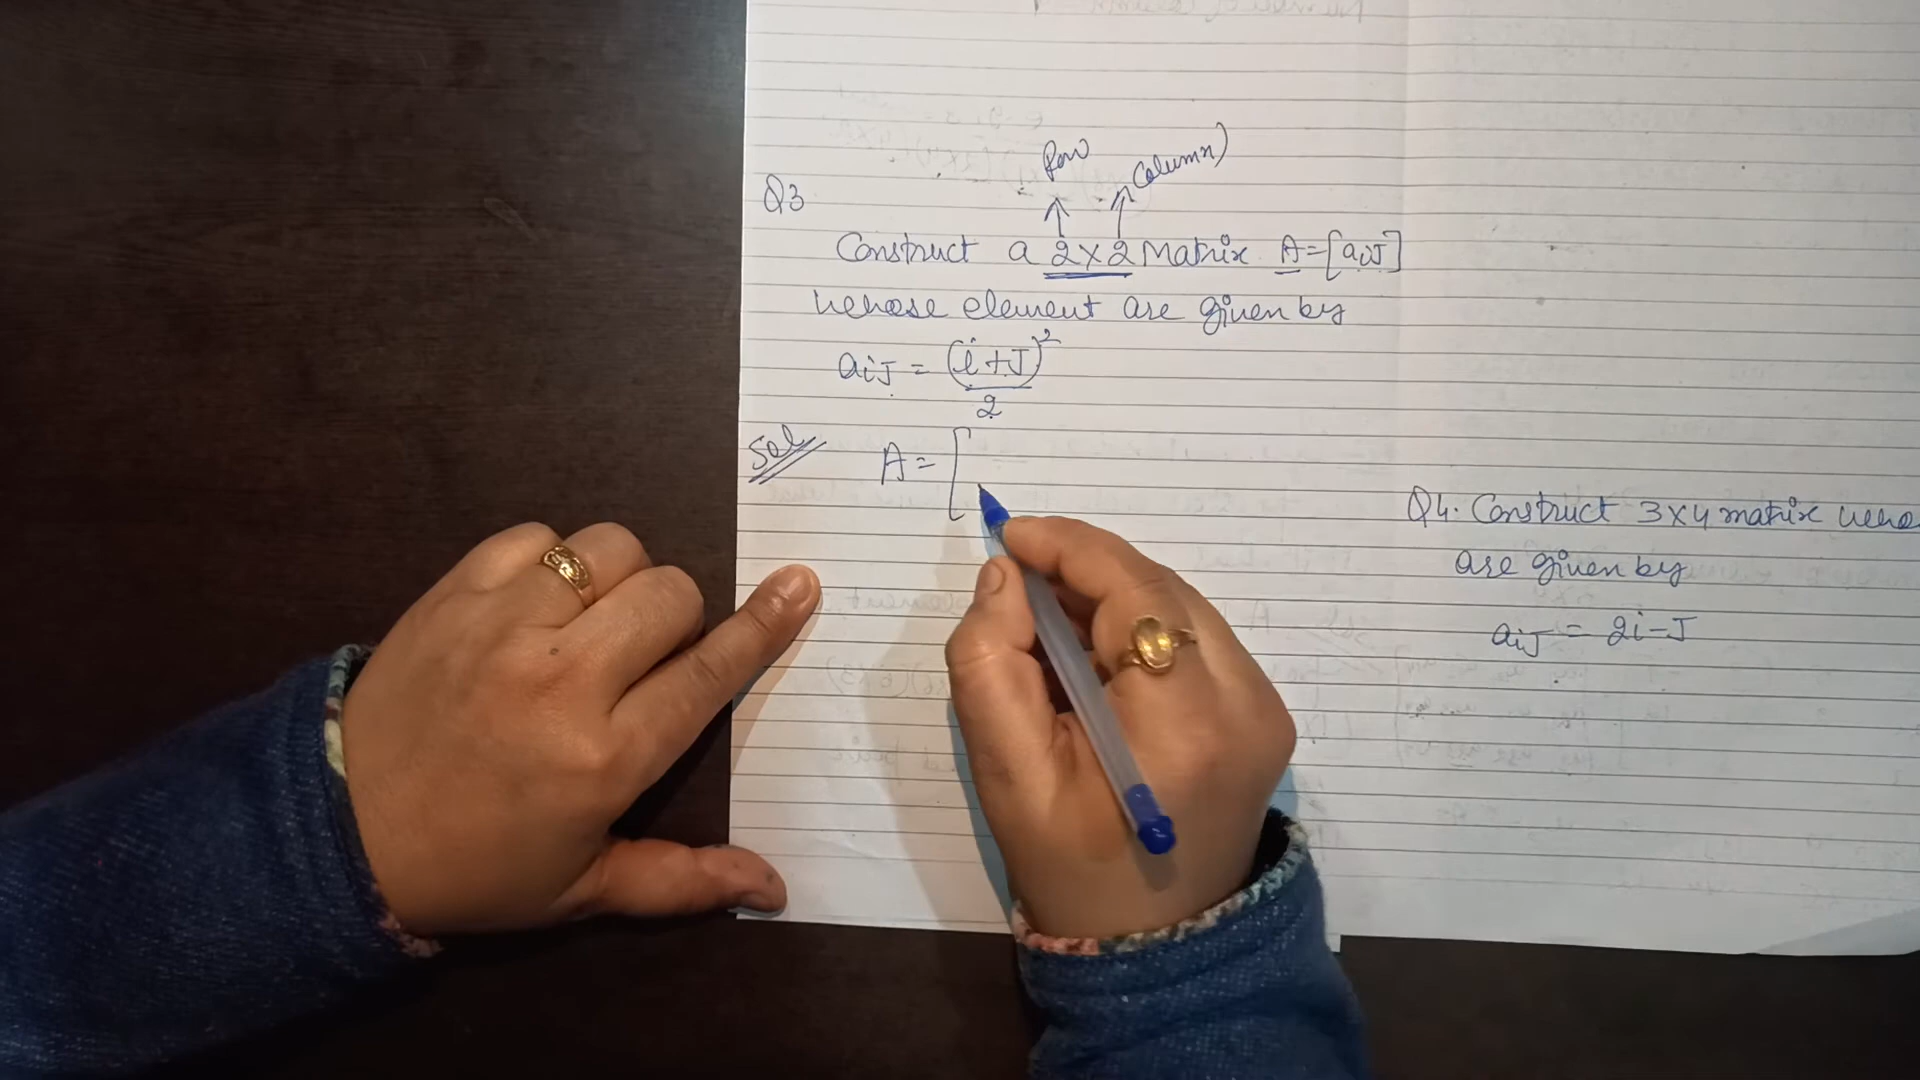 Row
Column)
Q3
Construct a 2x2 Matrix A=[aiJ]
whose element are given by
aiJ = (i+J)²
2
Sol A = [
Q4. Construct 3x4 matrix
are given by
aiJ = 2i-J